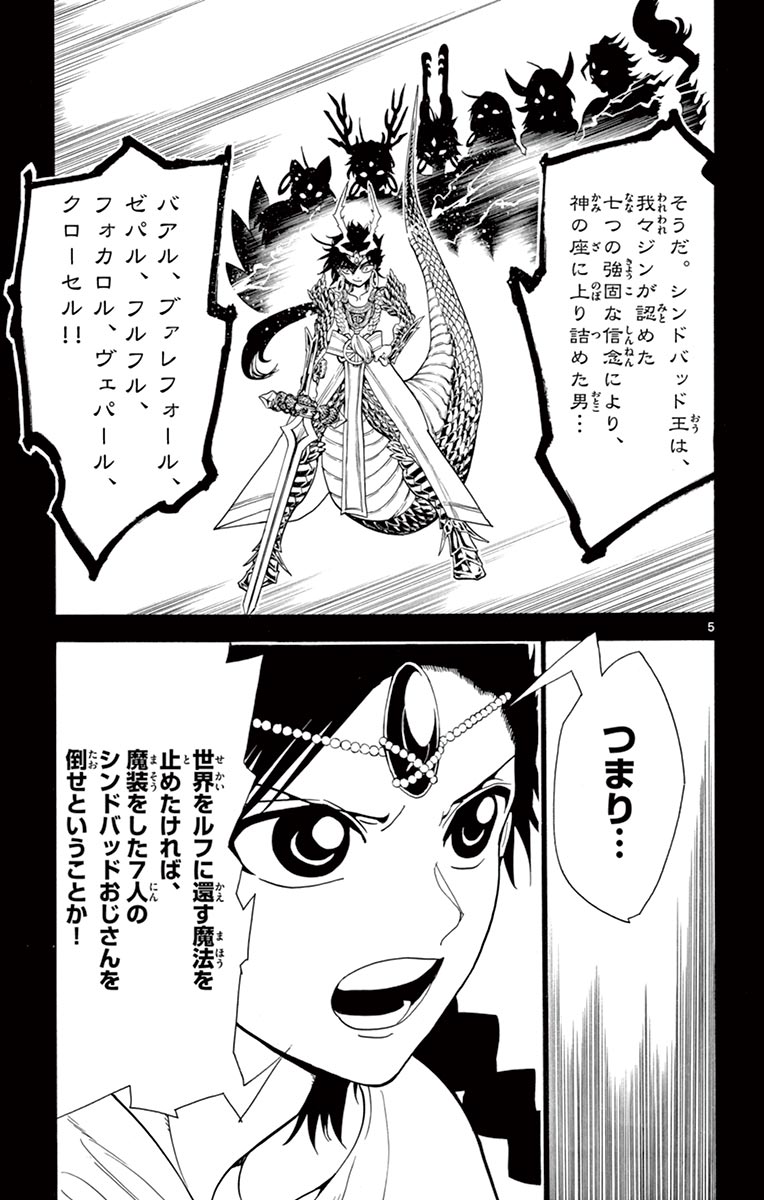 そうだ。シンドバッド王は、
我々ジンが認めた
七つの強固な信念により、
神の座に上り詰めた男…
バアル、ヴァレフォール、
ゼパル、フルフル、
フォカロル、ヴェパール、
クローセル!!
5
つまり…
世界をルフに還す魔法を
止めたければ、
魔装をした7人の
シンドバッドおじさんを
倒せということか！